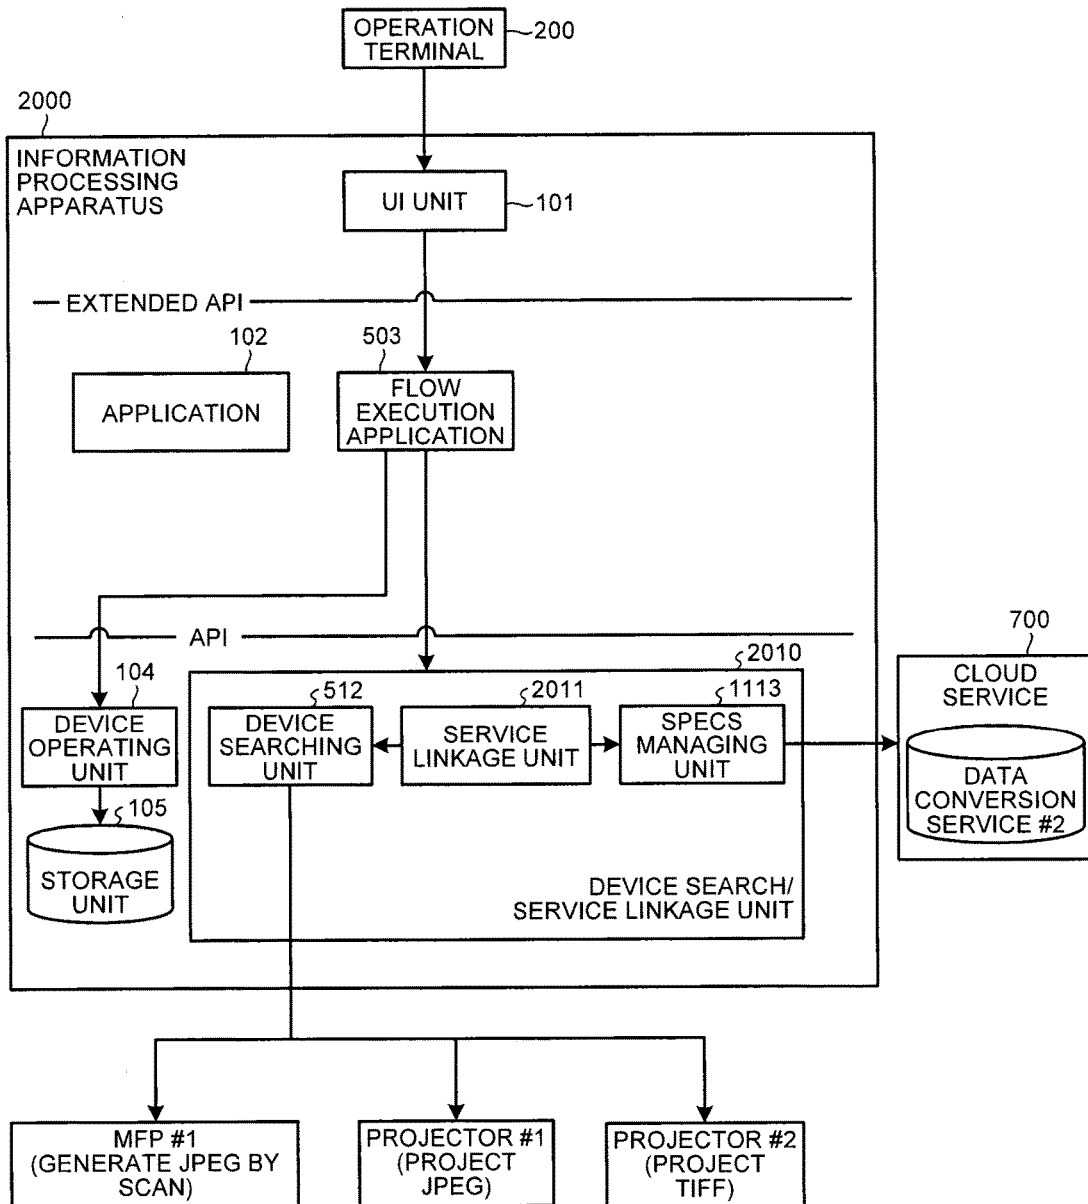 OPERATION
TERMINAL
200
2000
INFORMATION
PROCESSING
APPARATUS
UI UNIT
101
EXTENDED API
102
503
APPLICATION
FLOW
EXECUTION
APPLICATION
API
2010
700
104
512
2011
1113
CLOUD
SERVICE
DEVICE
OPERATING
UNIT
DEVICE
SEARCHING
UNIT
SERVICE
LINKAGE UNIT
SPECS
MANAGING
UNIT
DATA
CONVERSION
SERVICE #2
105
STORAGE
UNIT
DEVICE SEARCH/
SERVICE LINKAGE UNIT
MFP #1
(GENERATE JPEG BY
SCAN)
PROJECTOR #1
(PROJECT
JPEG)
PROJECTOR #2
(PROJECT
TIFF)